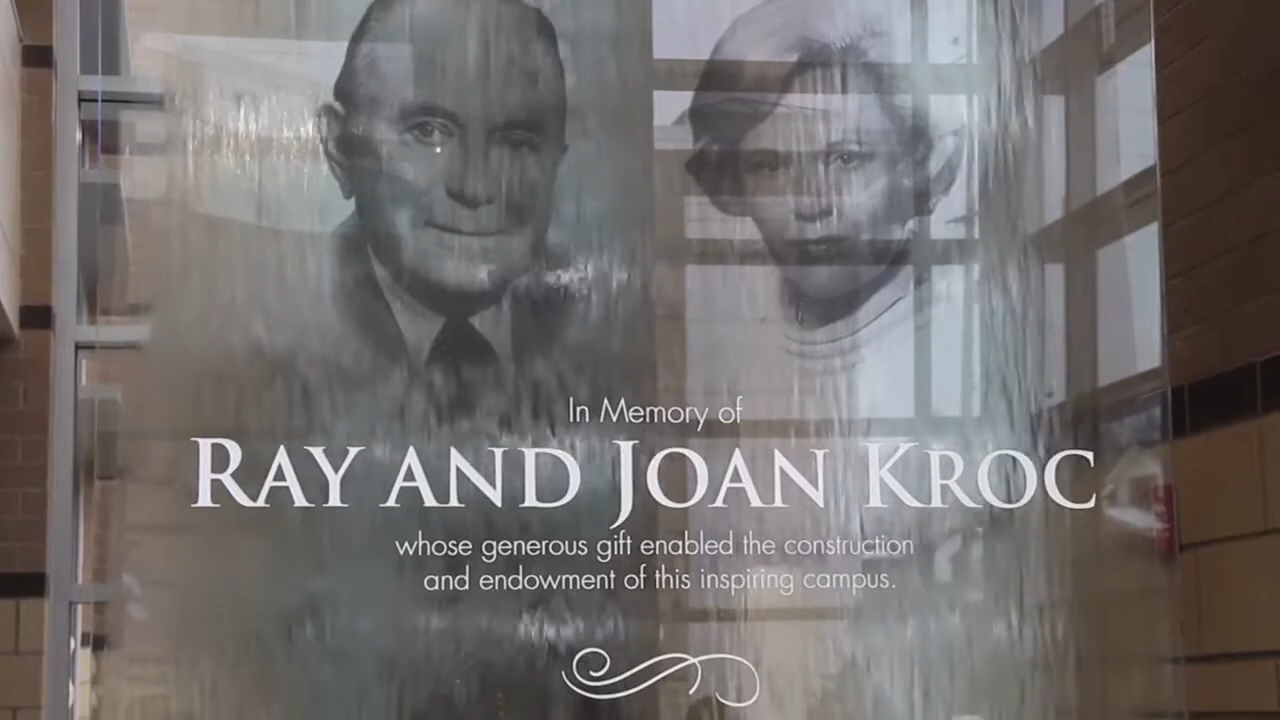 In Memory of
RAY AND JOAN KROC
whose generous gift enabled the construction
and endowment of this inspiring campus.